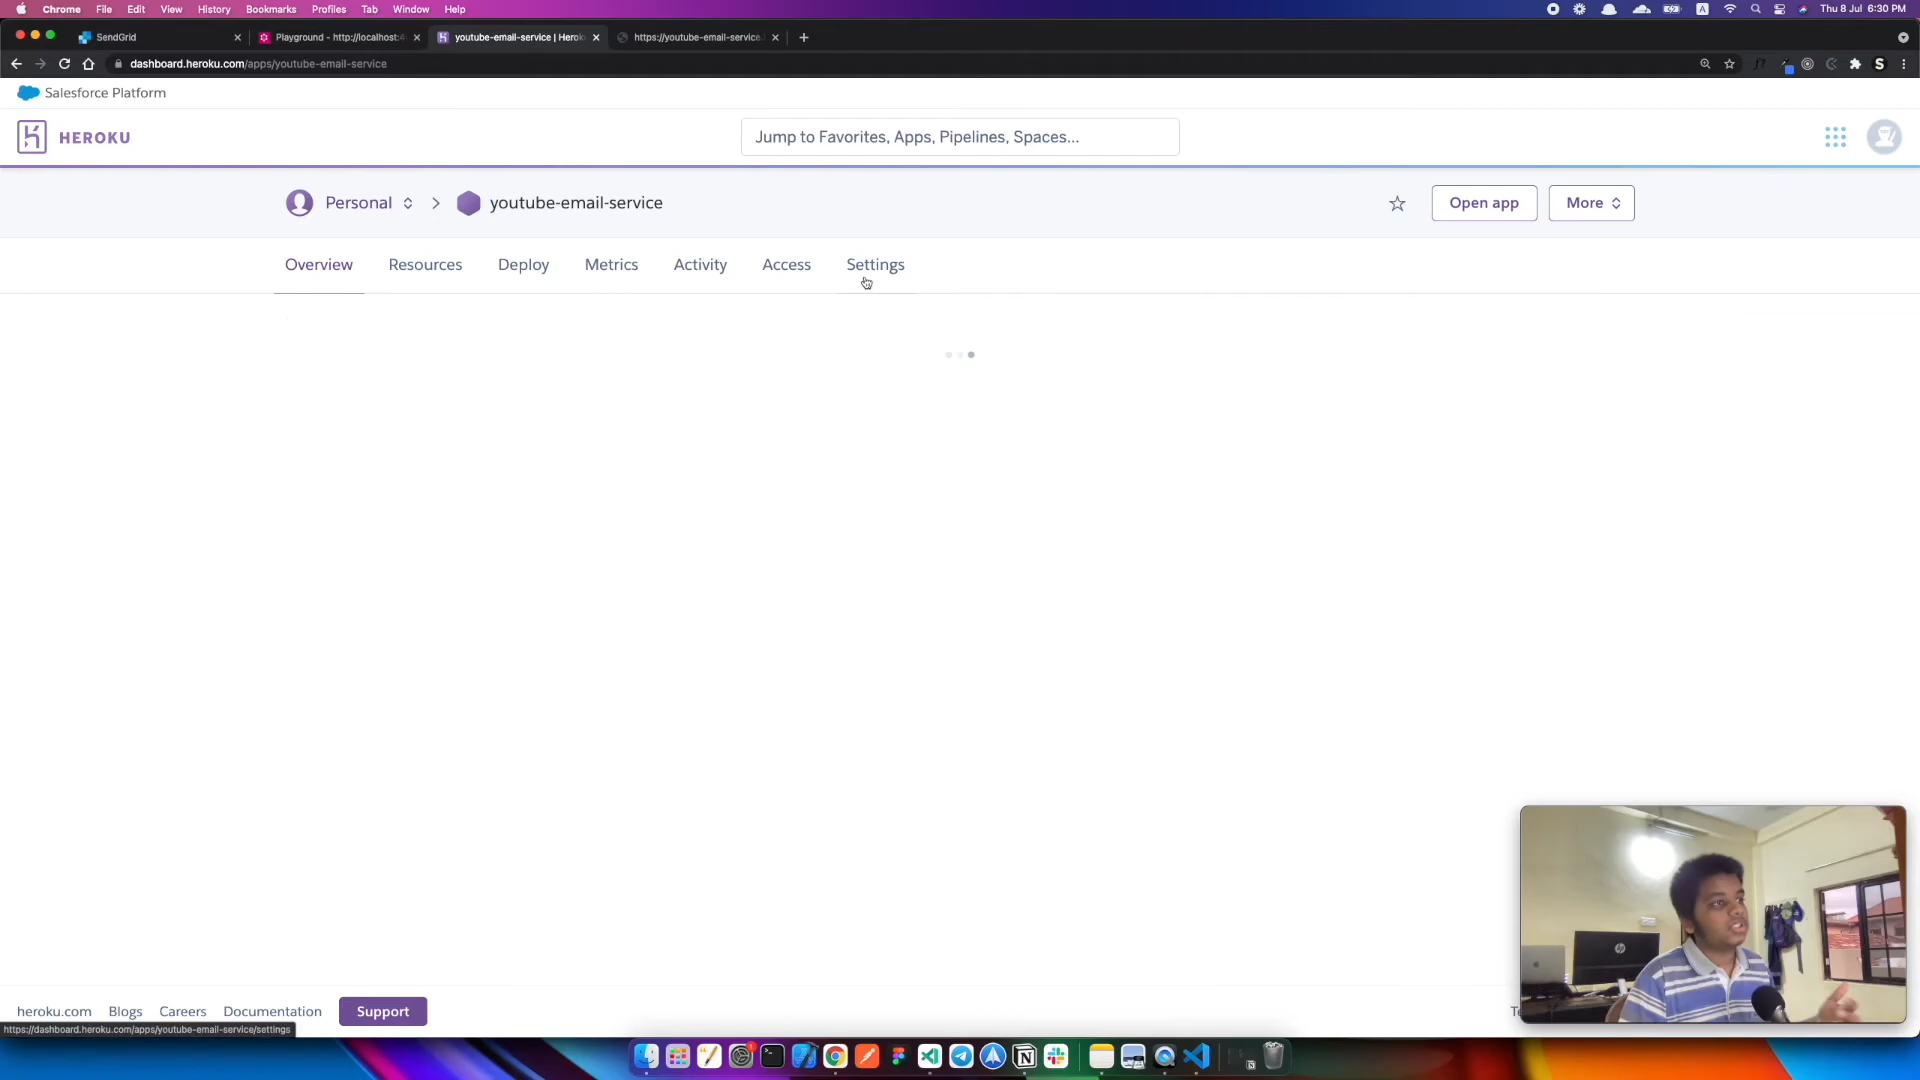 Chrome File Edit View History Bookmarks Profiles Tab Window Help
A
Thu 8 Jul 6:30 PM
SendGrid
Playground - http://localhost:4
youtube-email-service | Herok
https://youtube-email-service.
dashboard.heroku.com/apps/youtube-email-service
S
Salesforce Platform
HEROKU
Jump to Favorites, Apps, Pipelines, Spaces...
Personal
youtube-email-service
Open app
More
Overview Resources Deploy Metrics Activity Access Settings
heroku.com Blogs Careers Documentation Support
https://dashboard.heroku.com/apps/youtube-email-service/settings
hp